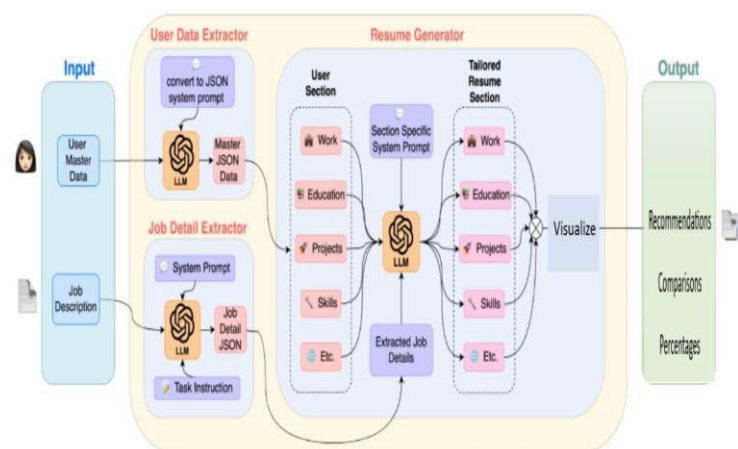 Input
User
Master
Data
Job
Description
User Data Extractor
convert to JSON
system prompt
LLM
Master
JSON
Data
Job Detail Extractor
System Prompt
LLM
Job
Detail
JSON
Task Instruction
Resume Generator
User
Section
Work
Education
Projects
Skills
Etc.
Section Specific
System Prompt
LLM
Extracted Job
Details
Tailored
Resume
Section
Work
Education
Projects
Skills
Etc.
Visualize
Output
Recommendations
Comparisons
Percentages